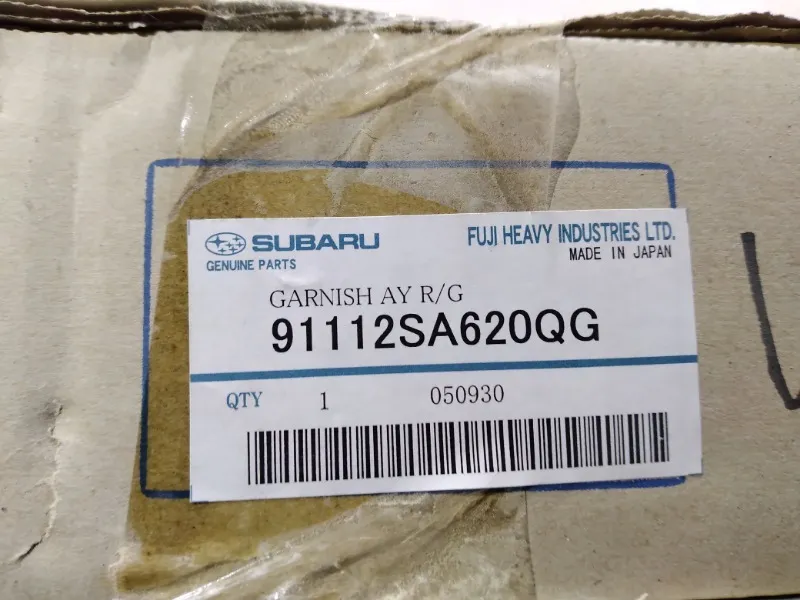 SUBARU
FUJI HEAVY INDUSTRIES LTD.
GENUINE PARTS
MADE IN JAPAN
GARNISH AY R/G
91112SA620QG
QTY 1 050930